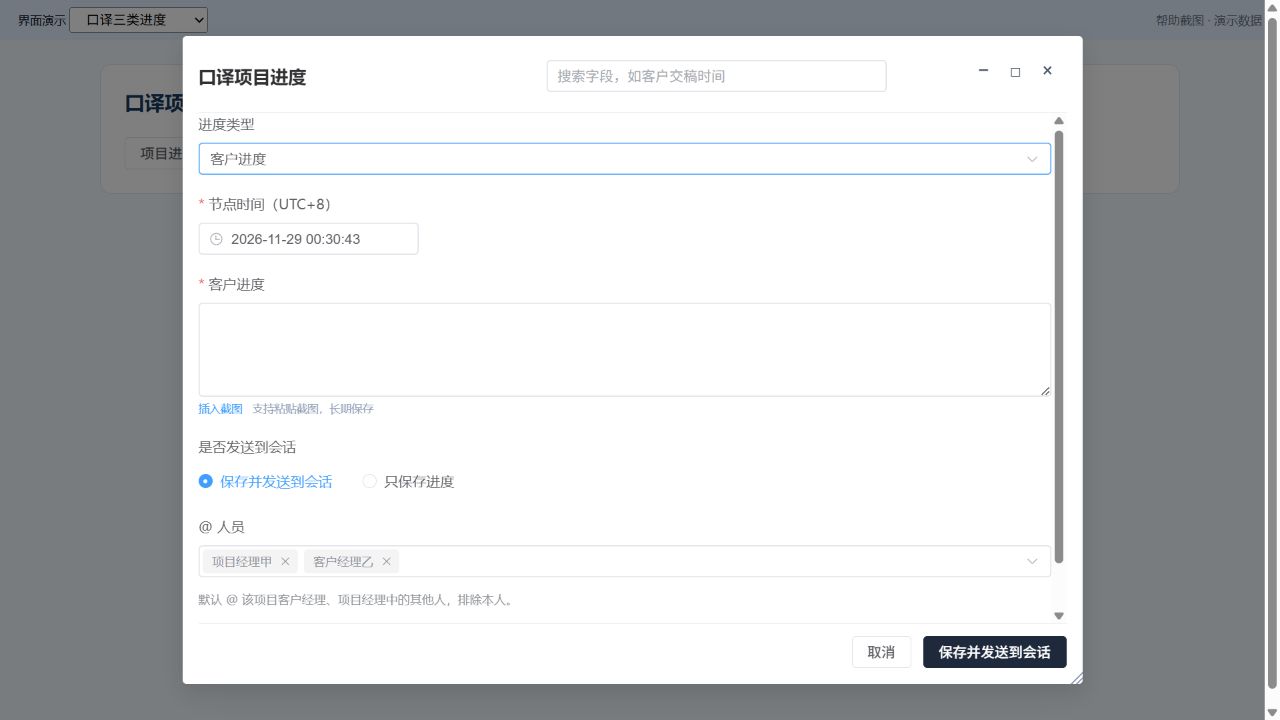 界面演示 口译三类进度 帮助截图 · 演示数据
口译项
项目进
口译项目进度 搜索字段，如客户交稿时间
进度类型
客户进度
* 节点时间（UTC+8）
2026-11-29 00:30:43
* 客户进度
插入截图 支持粘贴截图，长期保存
是否发送到会话
保存并发送到会话 只保存进度
@ 人员
项目经理甲 客户经理乙
默认 @ 该项目客户经理、项目经理中的其他人，排除本人。
取消 保存并发送到会话